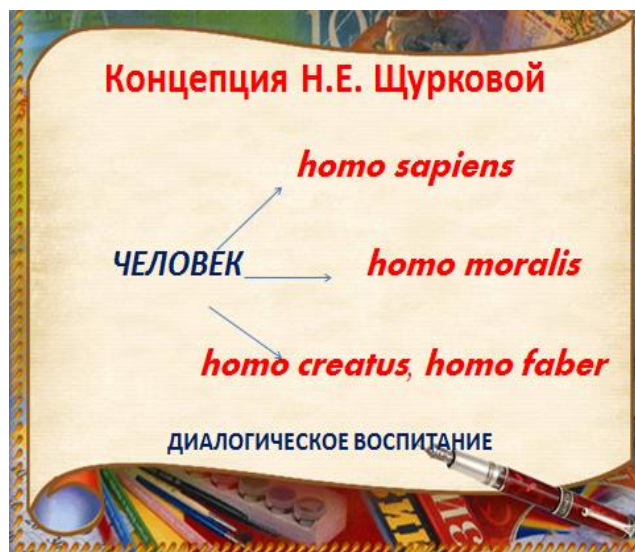 Концепция Н.Е. Щурковой
homo sapiens
ЧЕЛОВЕК
homo moralis
homo creatus, homo faber
ДИАЛОГИЧЕСКОЕ ВОСПИТАНИЕ